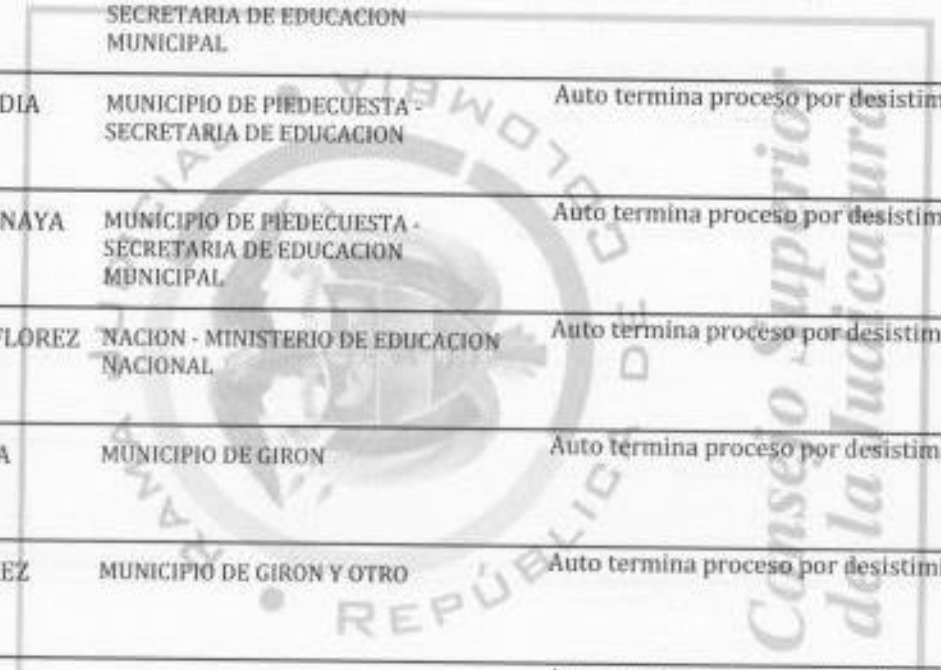 SECRETARIA DE EDUCACION
MUNICIPAL
DIA MUNICIPIO DE PIEDECUESTA - Auto termina proceso por desistim
SECRETARIA DE EDUCACION
NAYA MUNICIPIO DE PIEDECUESTA - Auto termina proceso por desistim
SECRETARIA DE EDUCACION
MUNICIPAL
FLOREZ NACION - MINISTERIO DE EDUCACION Auto termina proceso por desistim
NACIONAL
A MUNICIPIO DE GIRON Auto termina proceso por desistim
EZ MUNICIPIO DE GIRON Y OTRO Auto termina proceso por desistimi
RAMA JUDICIAL
REPÚBLICA DE COLOMBIA
Consejo Superior
de la Judicatura